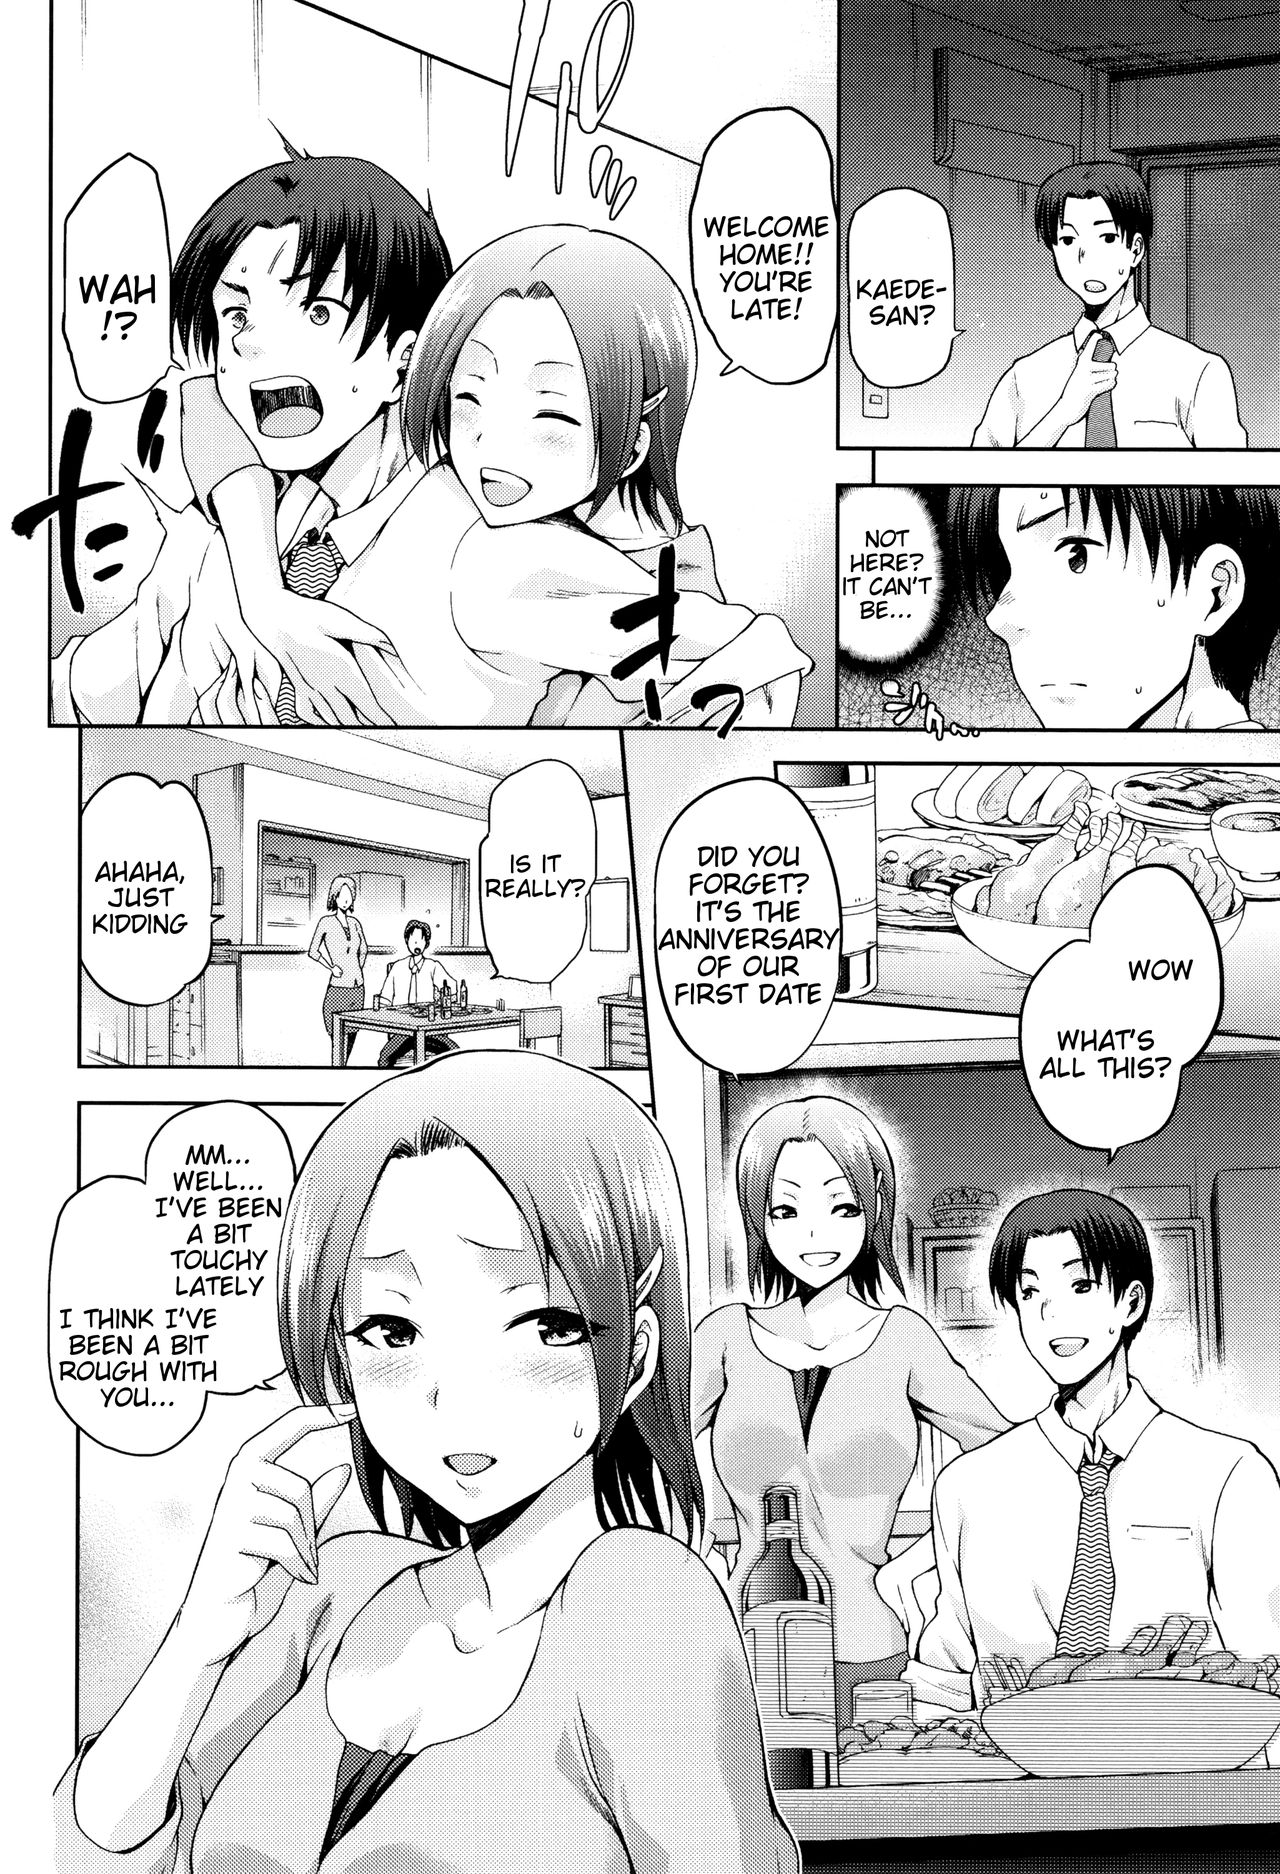 KAEDE-
SAN?
NOT
HERE?
IT CAN'T
BE...
WELCOME
HOME!!
YOU'RE
LATE!
WAH
!?
WOW
WHAT'S
ALL THIS?
DID YOU
FORGET?
IT'S THE
ANNIVERSARY
OF OUR
FIRST DATE
IS IT
REALLY?
AHAHA,
JUST
KIDDING
MM...
WELL...
I'VE BEEN
A BIT
TOUCHY
LATELY
I THINK I'VE
BEEN A BIT
ROUGH WITH
YOU...